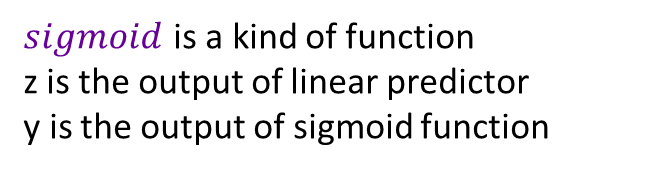 sigmoid is a kind of function
z is the output of linear predictor
y is the output of sigmoid function